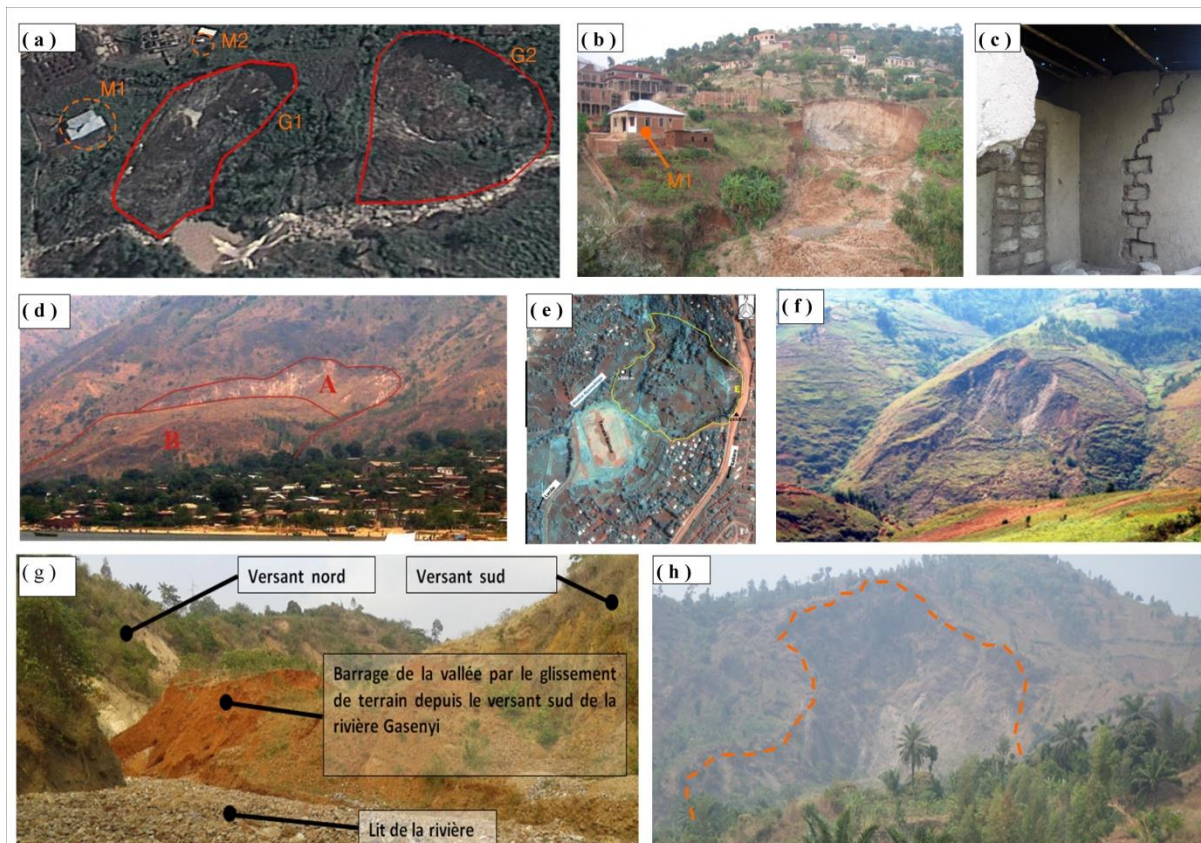 ( a )
M2
M1
G1
G2
( b )
M1
( c )
( d )
A
B
( e )
E
( f )
( g )
Versant nord
Versant sud
Barrage de la vallée par le glissement
de terrain depuis le versant sud de la
rivière Gasenyi
Lit de la rivière
( h )